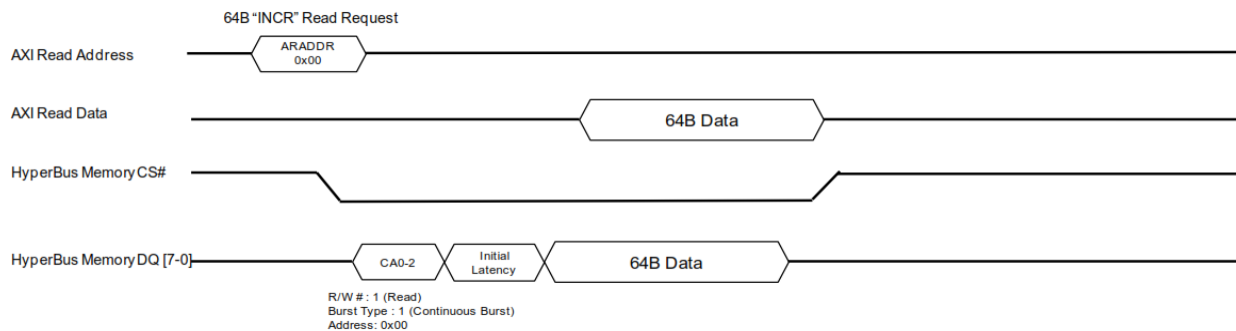 64B “INCR” Read Request
AXI Read Address
ARADDR
0x00
AXI Read Data
64B Data
HyperBus Memory CS#
HyperBus Memory DQ [7-0]
CA0-2
Initial
Latency
64B Data
R/W # : 1 (Read)
Burst Type : 1 (Continuous Burst)
Address: 0x00